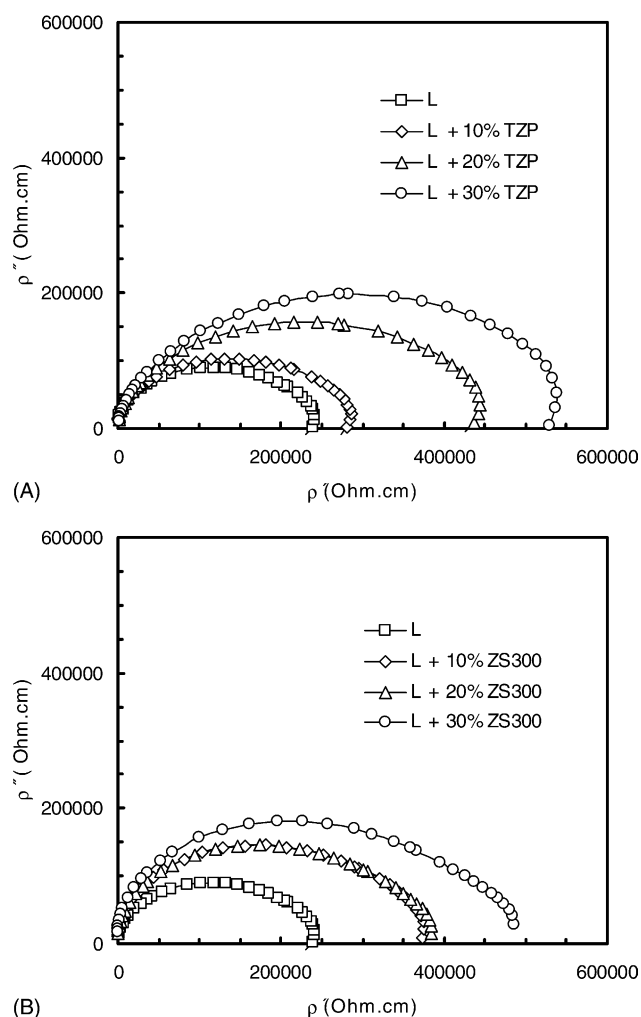 600000
400000
200000
0
ρ ˝ ( Ohm.cm)
L
L + 10% TZP
L + 20% TZP
L + 30% TZP
0 200000 400000 600000
ρ ´(Ohm.cm)
(A)
600000
400000
200000
0
ρ ˝ ( Ohm.cm)
L
L + 10% ZS300
L + 20% ZS300
L + 30% ZS300
0 200000 400000 600000
ρ ´(Ohm.cm)
(B)